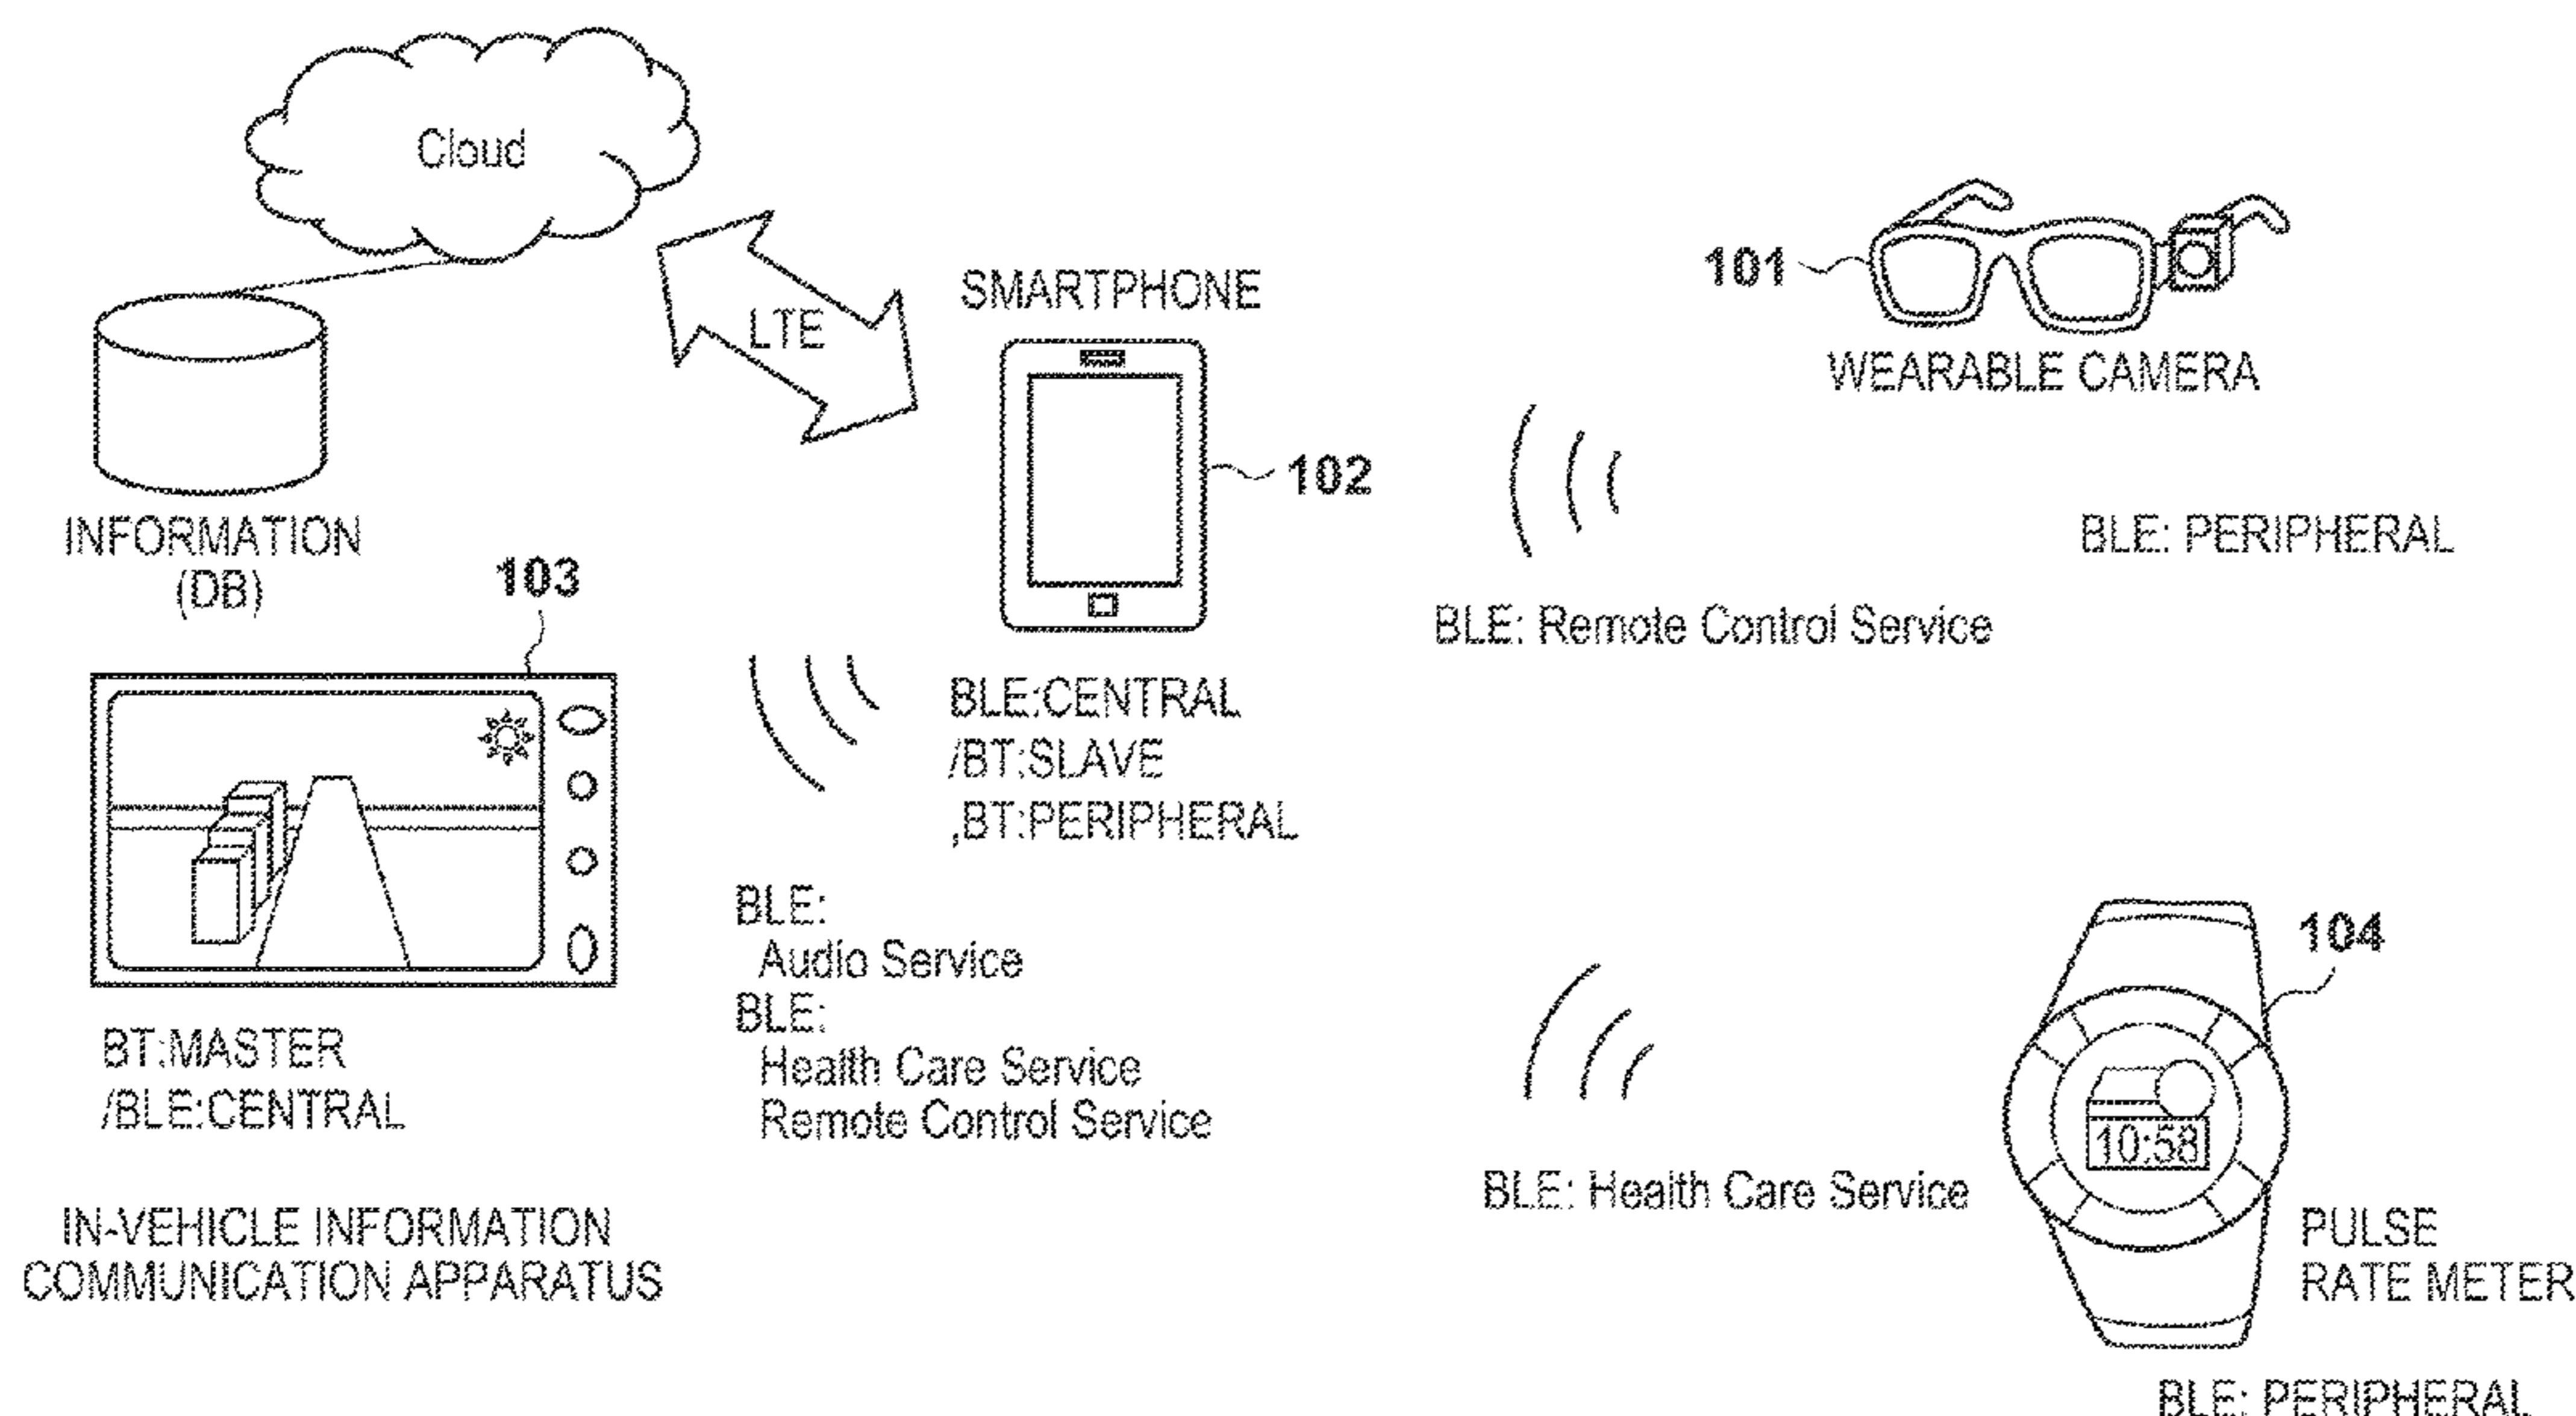 Cloud
LTE
INFORMATION
(DB)
SMARTPHONE
102
101
WEARABLE CAMERA
BLE: PERIPHERAL
BLE: Remote Control Service
103
BLE:CENTRAL
/BT:SLAVE
,BT:PERIPHERAL
BT:MASTER
/BLE:CENTRAL
IN-VEHICLE INFORMATION
COMMUNICATION APPARATUS
BLE:
Audio Service
BLE:
Health Care Service
Remote Control Service
BLE: Health Care Service
104
10:58
PULSE
RATE METER
BLE: PERIPHERAL